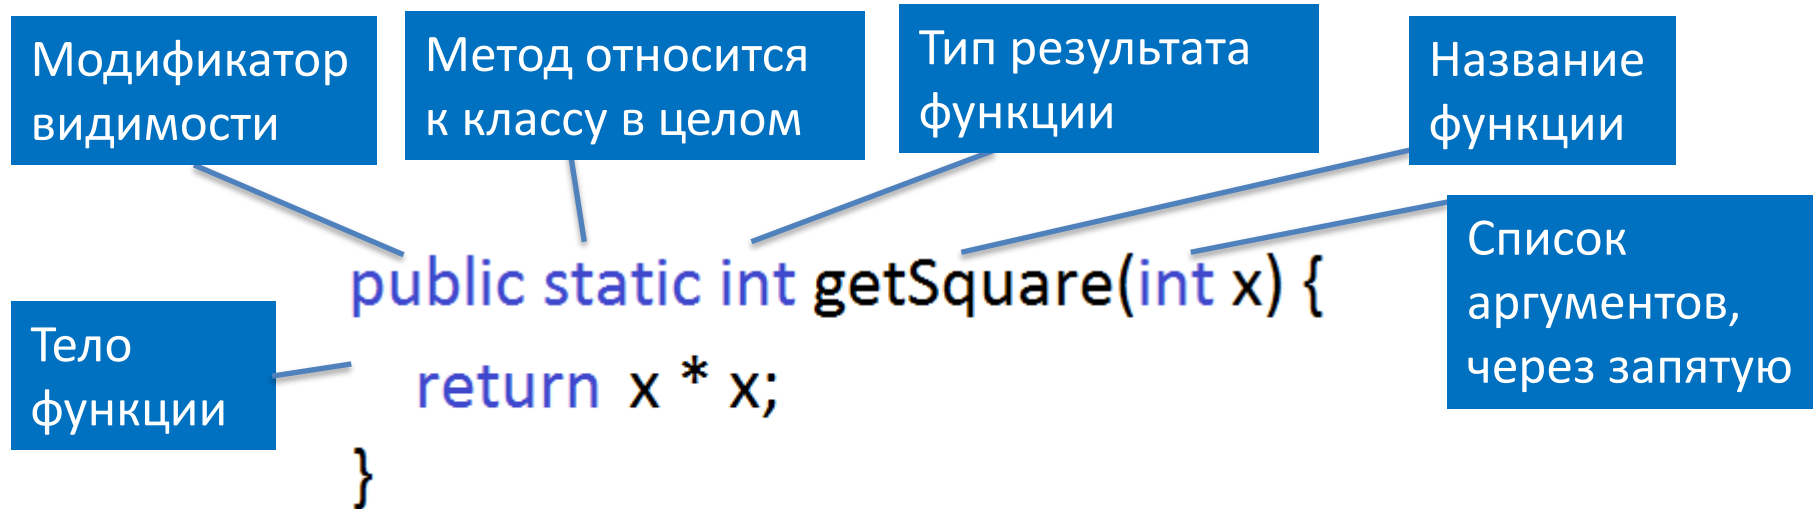 Модификатор
видимости
Метод относится
к классу в целом
Тип результата
функции
Название
функции
Список
аргументов,
через запятую
Тело
функции
public static int getSquare(int x) {
return x * x;
}